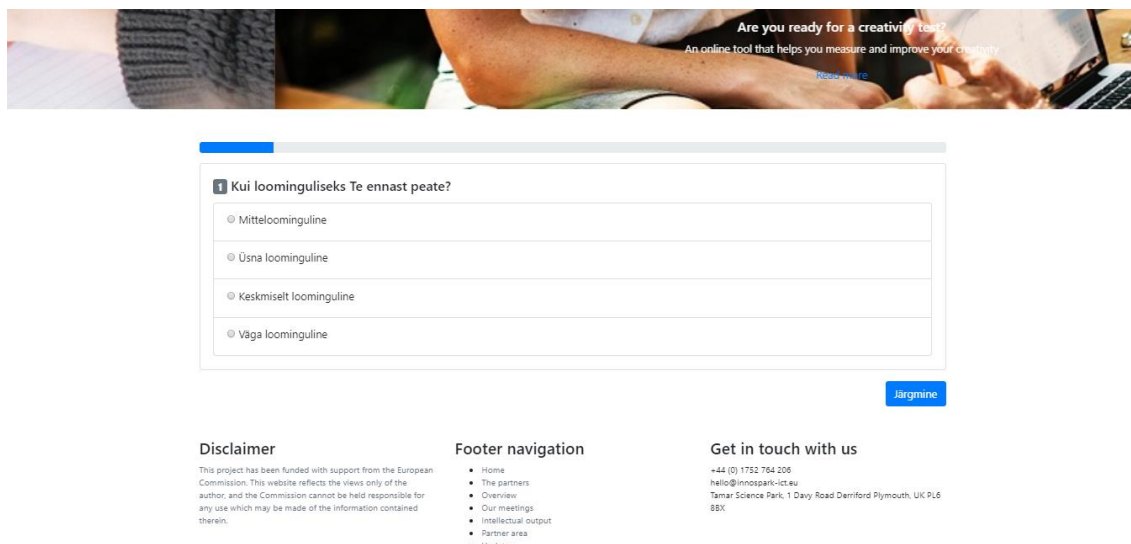 Are you ready for a creativity test?
An online tool that helps you measure and improve your creativity
Read more
1 Kui loominguliseks Te ennast peate?
Mitteloominguline
Üsna loominguline
Keskmiselt loominguline
Väga loominguline
Järgmine
Disclaimer
This project has been funded with support from the European
Commission. This website reflects the views only of the
author, and the Commission cannot be held responsible for
any use which may be made of the information contained
therein.
Footer navigation
Home
The partners
Overview
Our meetings
Intellectual output
Partner area
Get in touch with us
+44 (0) 1752 764 206
hello@innospark-ict.eu
Tamar Science Park, 1 Davy Road Derriford Plymouth, UK PL6
8BX